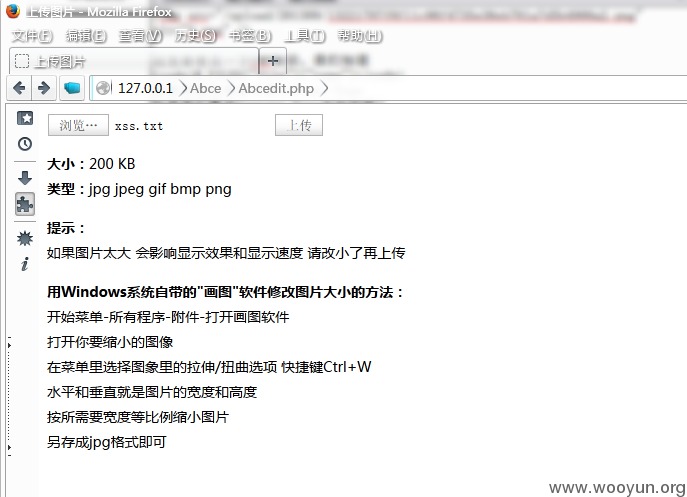 上传图片 - Mozilla Firefox
文件(F) 编辑(E) 查看(V) 历史(S) 书签(B) 工具(T) 帮助(H)
上传图片 +
127.0.0.1 Abce Abcedit.php
浏览… xss.txt 上传
大小：200 KB
类型：jpg jpeg gif bmp png
提示：
如果图片太大 会影响显示效果和显示速度 请改小了再上传
用Windows系统自带的"画图"软件修改图片大小的方法：
开始菜单-所有程序-附件-打开画图软件
打开你要缩小的图像
在菜单里选择图象里的拉伸/扭曲选项 快捷键Ctrl+W
水平和垂直就是图片的宽度和高度
按所需要宽度等比例缩小图片
另存成jpg格式即可
www.wooyun.org